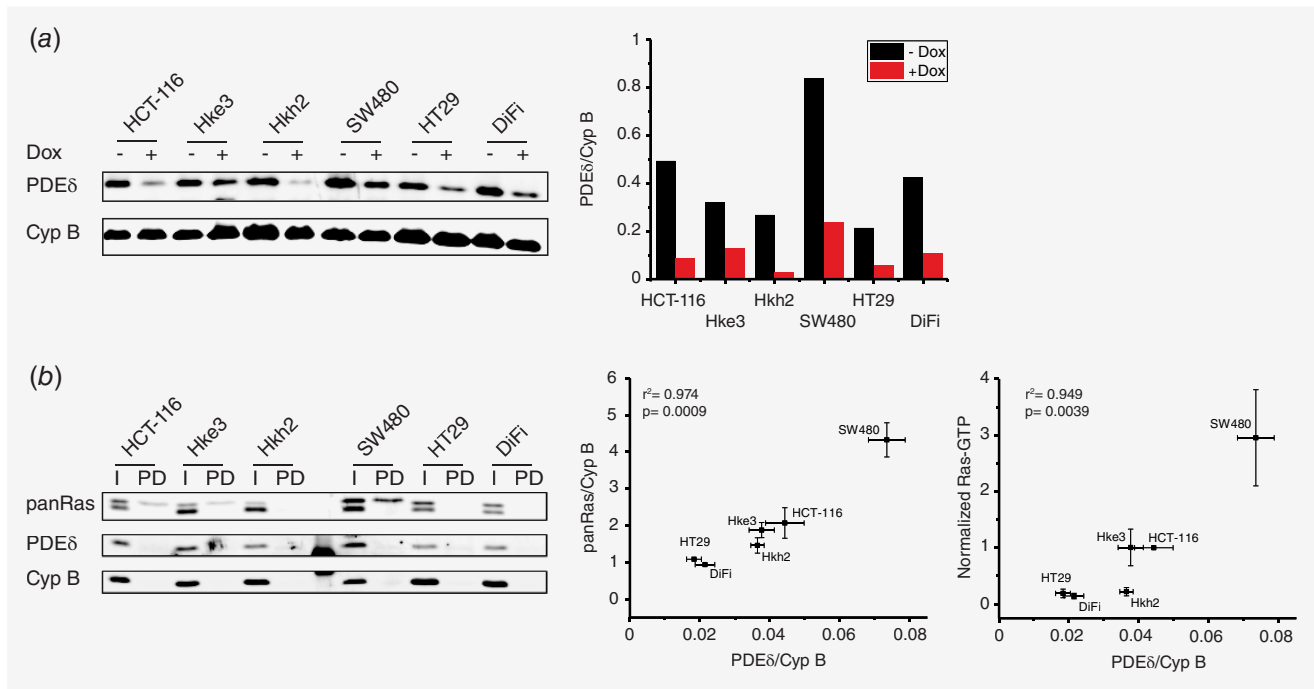 (a)
HCT-116 Hke3 Hkh2 SW480 HT29 DiFi
Dox - + - + - + - + - + - +
PDEδ
Cyp B
PDEδ/Cyp B
1
0.8
0.6
0.4
0.2
0
- Dox
+Dox
HCT-116 Hkh2 HT29
Hke3 SW480 DiFi
(b)
HCT-116 Hke3 Hkh2 SW480 HT29 DiFi
I PD I PD I PD I PD I PD I PD
panRas
PDEδ
Cyp B
panRas/Cyp B
6
5
4
3
2
1
0
r²= 0.974
p= 0.0009
SW480
Hke3
HCT-116
HT29
Hkh2
DiFi
0 0.02 0.04 0.06 0.08
PDEδ/Cyp B
Normalized Ras-GTP
4
3
2
1
0
r²= 0.949
p= 0.0039
SW480
Hke3
HCT-116
HT29
DiFi
Hkh2
0 0.02 0.04 0.06 0.08
PDEδ/Cyp B